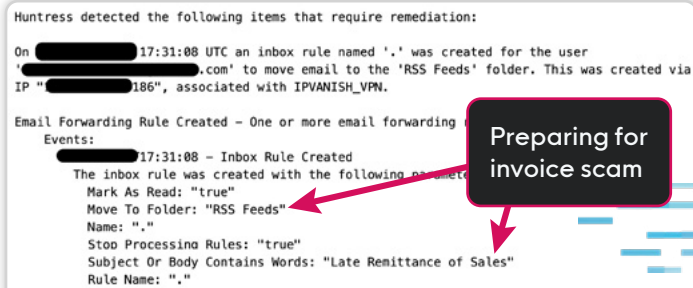 Huntress detected the following items that require remediation:
On 17:31:08 UTC an inbox rule named '.' was created for the user
' .com' to move email to the 'RSS Feeds' folder. This was created via
IP " 186", associated with IPVANISH_VPN.
Email Forwarding Rule Created – One or more email forwarding
Events:
17:31:08 – Inbox Rule Created
The inbox rule was created with the following
Mark As Read: "true"
Move To Folder: "RSS Feeds"
Name: "."
Stop Processing Rules: "true"
Subject Or Body Contains Words: "Late Remittance of Sales"
Rule Name: "."
Preparing for
invoice scam